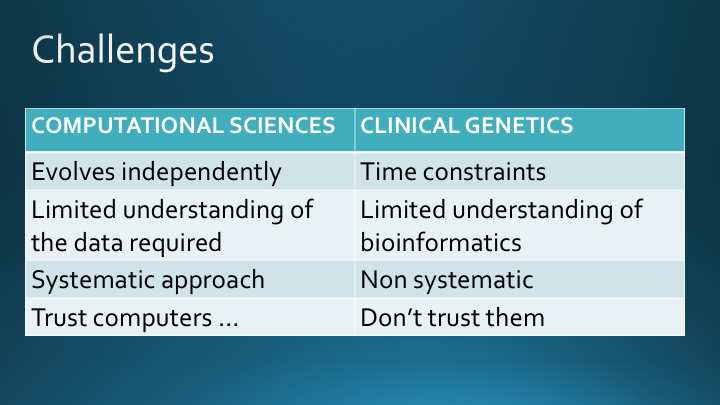 Challenges
COMPUTATIONAL SCIENCES
CLINICAL GENETICS
Evolves independently
Time constraints
Limited understanding of
the data required
Limited understanding of
bioinformatics
Systematic approach
Non systematic
Trust computers ...
Don’t trust them